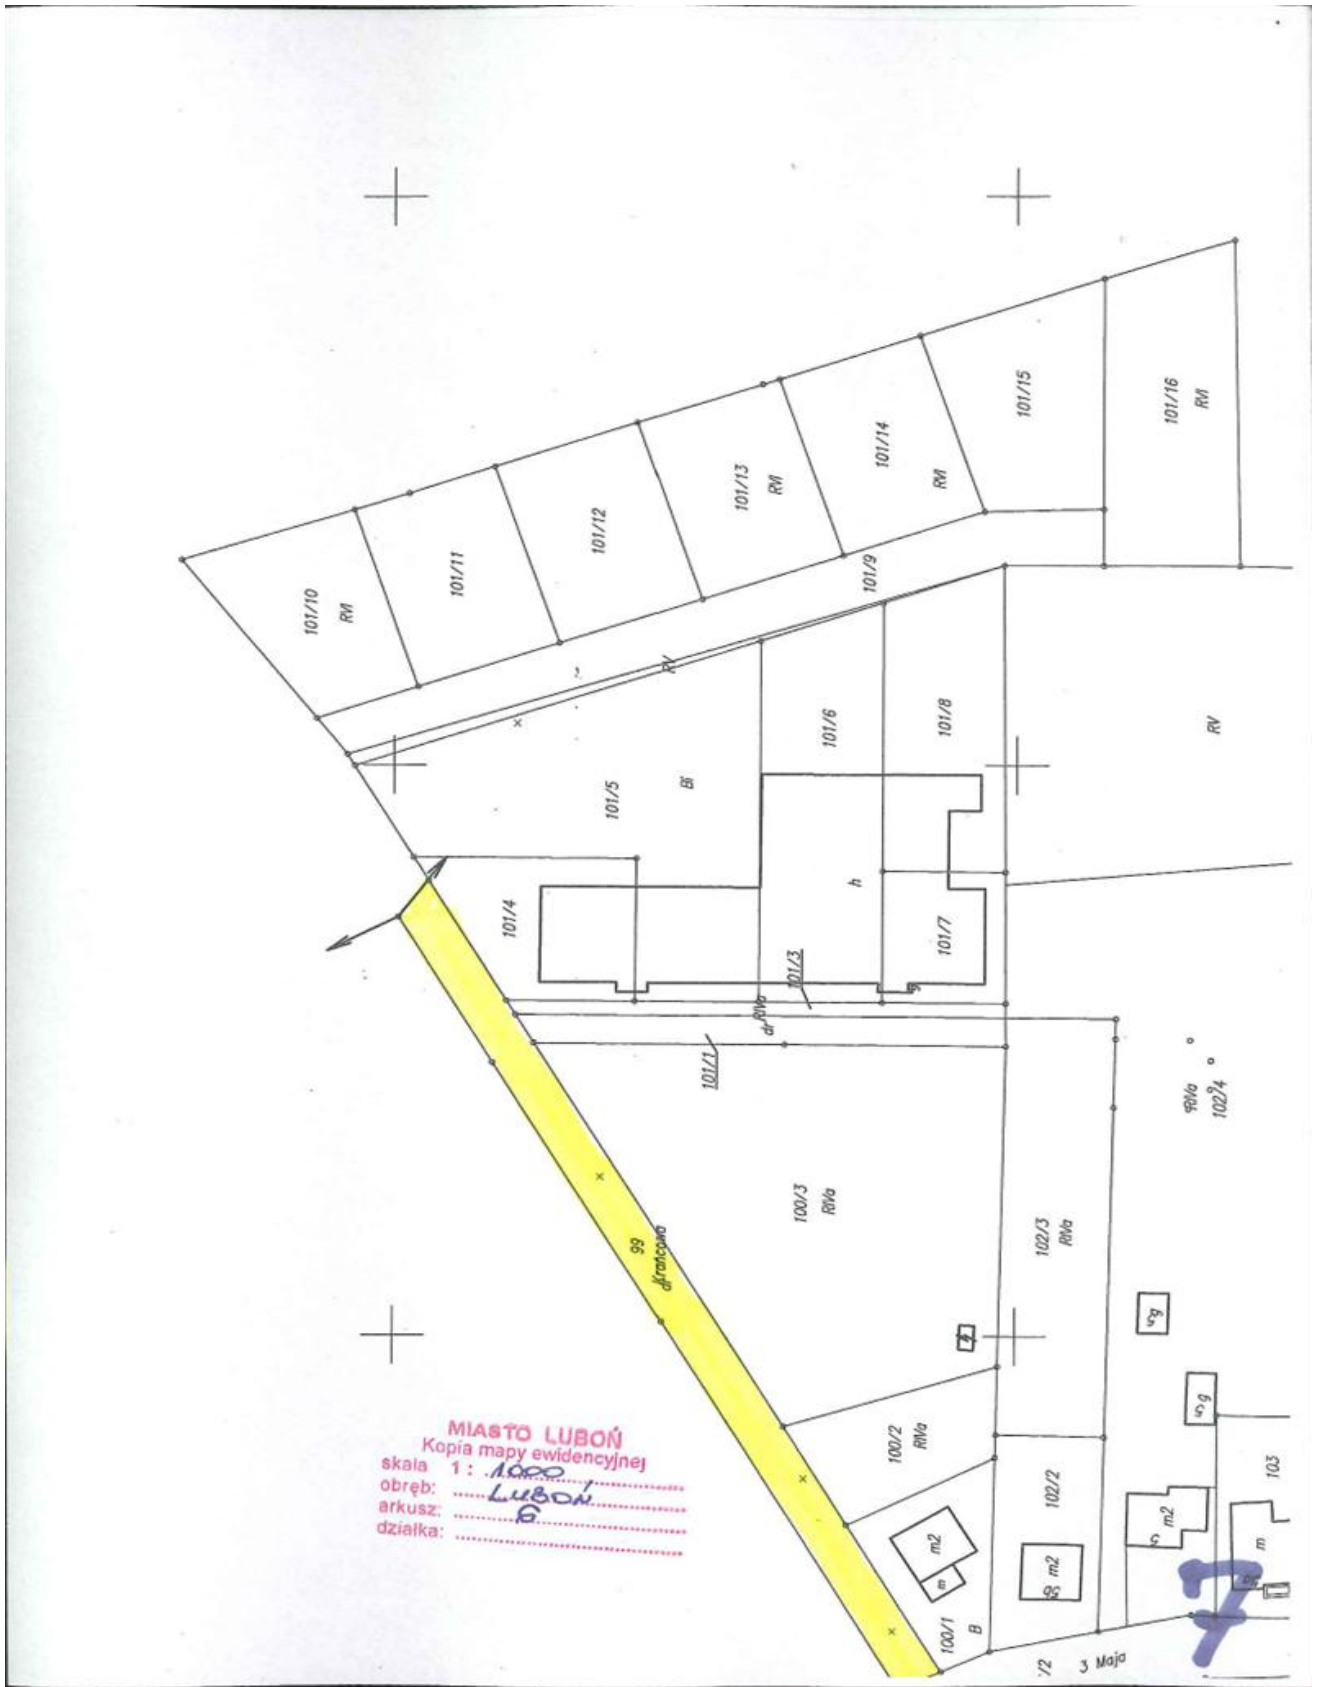 101/10
RVI
101/11
101/12
101/13
RVI
101/14
RVI
101/15
101/16
RVI
101/9
RV
101/5
Bi
101/6
101/8
RV
101/4
h
101/7
g
101/3
dr RIVa
101/1
RIVa
102/4
99
dr
Krańcowa
100/3
RIVa
102/3
RIVa
g
g
100/2
RIVa
102/2
103
m2
m
m2
m2
m
100/1
B
/2
3 Maja
MIASTO LUBOŃ
Kopia mapy ewidencyjnej
skala 1 : 1000
obręb: LUBOŃ
arkusz: 6
działka: